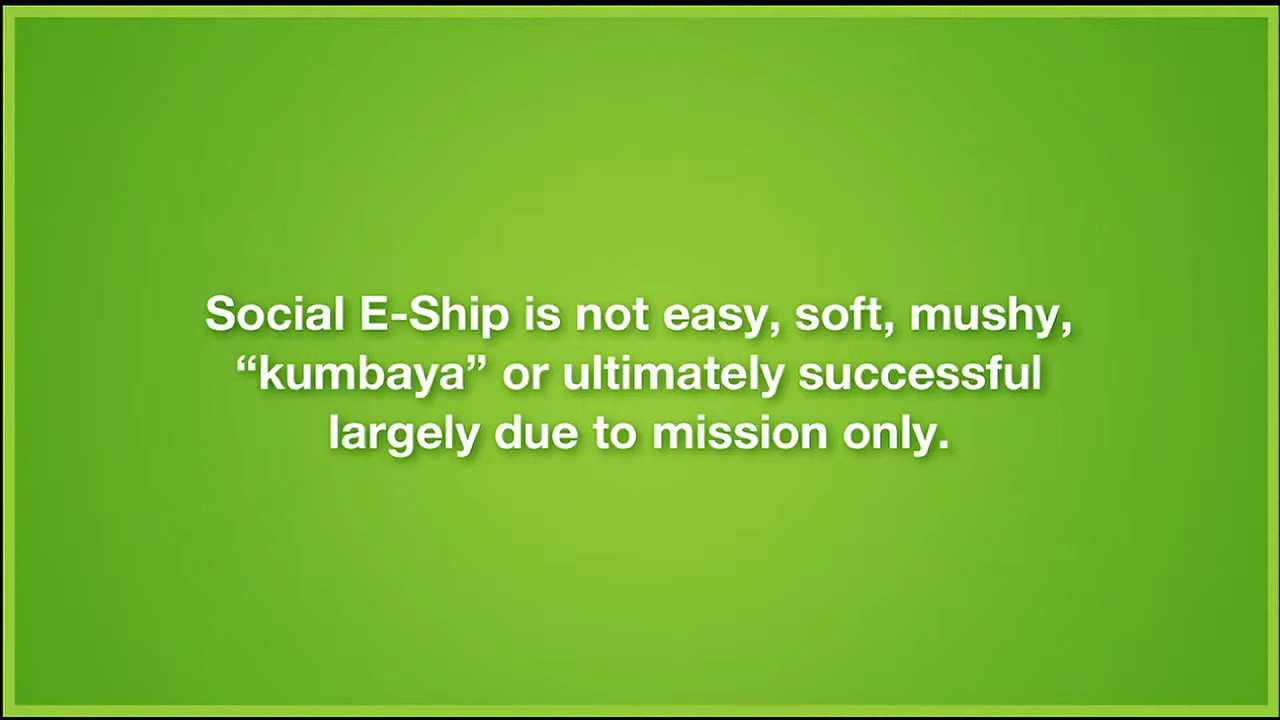 Social E-Ship is not easy, soft, mushy,
“kumbaya” or ultimately successful
largely due to mission only.